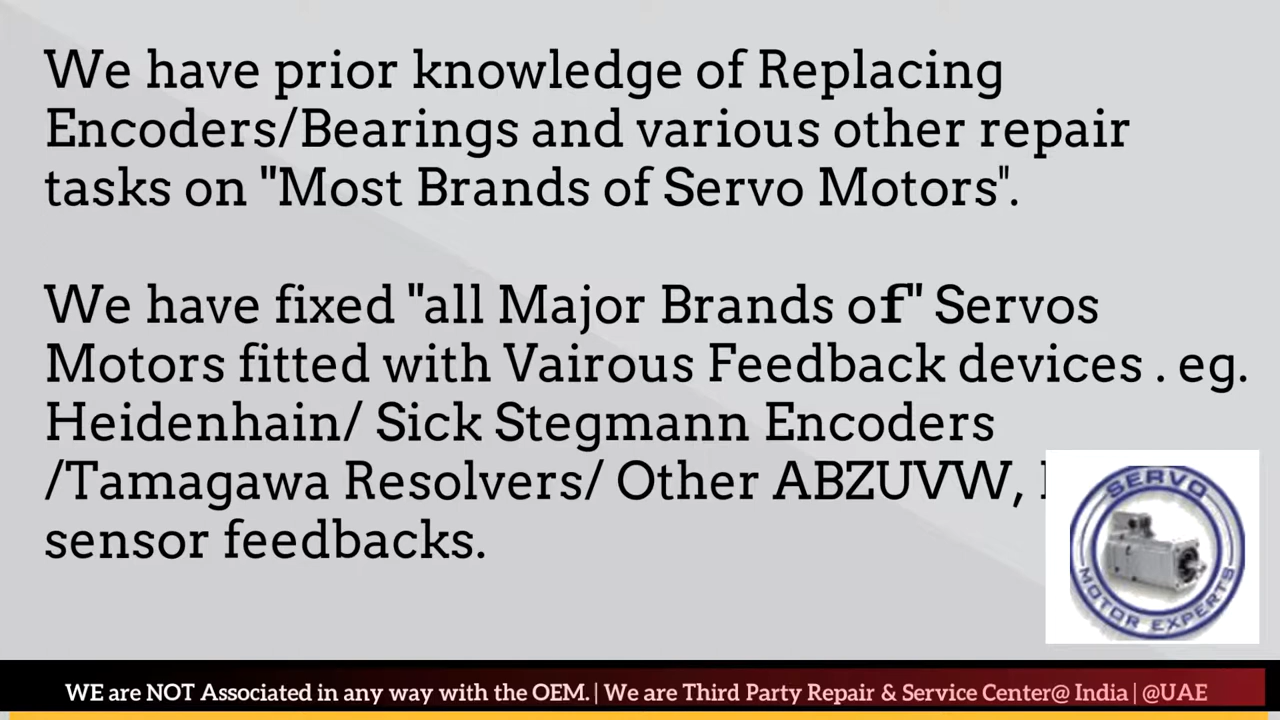 We have prior knowledge of Replacing
Encoders/Bearings and various other repair
tasks on "Most Brands of Servo Motors".
We have fixed "all Major Brands of" Servos
Motors fitted with Vairous Feedback devices . eg.
Heidenhain/ Sick Stegmann Encoders
/Tamagawa Resolvers/ Other ABZUVW,
sensor feedbacks.
SERVO
MOTOR EXPERTS
WE are NOT Associated in any way with the OEM. | We are Third Party Repair & Service Center@ India | @UAE